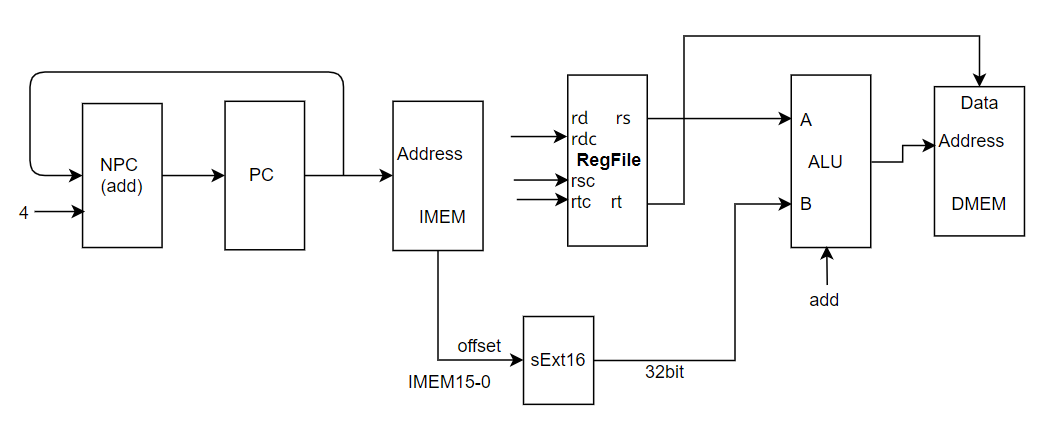 NPC
(add)
4
PC
Address
IMEM
rd rs
rdc
RegFile
rsc
rtc rt
A
ALU
B
add
Data
Address
DMEM
offset
IMEM15-0
sExt16
32bit